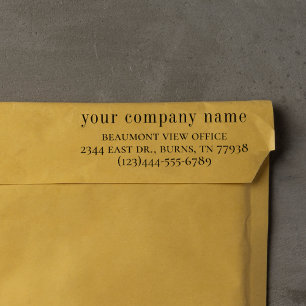 your company name
BEAUMONT VIEW OFFICE
2344 EAST DR., BURNS, TN 77938
(123)444-555-6789